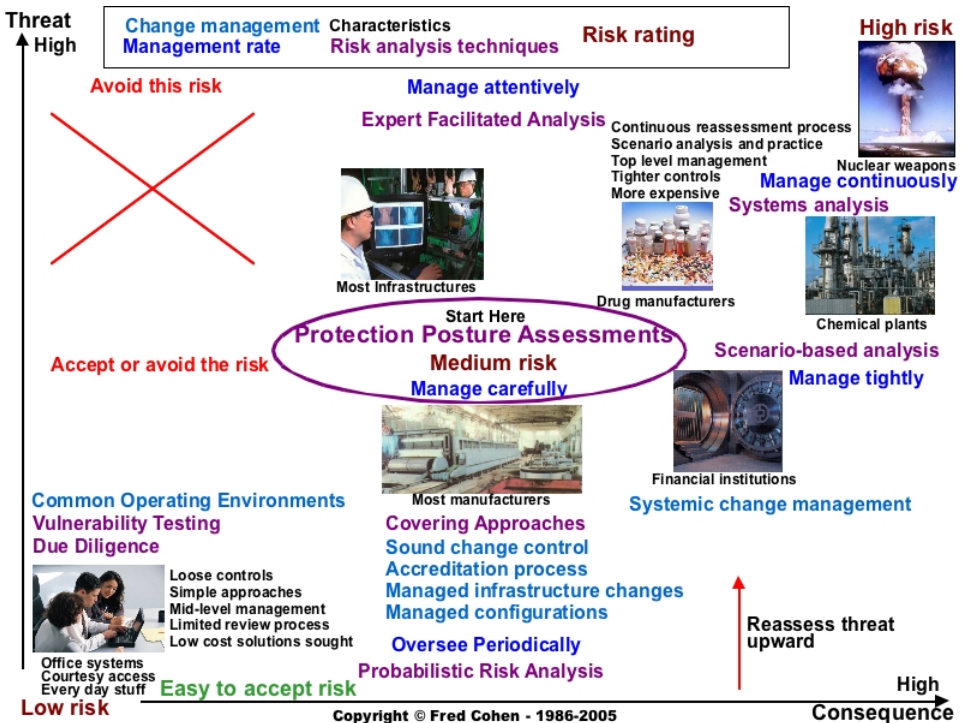 Threat
High
Change management
Characteristics
Risk rating
Management rate
Risk analysis techniques
High risk
Avoid this risk
Manage attentively
Expert Facilitated Analysis
Continuous reassessment process
Scenario analysis and practice
Top level management
Tighter controls
More expensive
Nuclear weapons
Manage continuously
Systems analysis
Most Infrastructures
Drug manufacturers
Chemical plants
Start Here
Protection Posture Assessments
Medium risk
Manage carefully
Accept or avoid the risk
Scenario-based analysis
Manage tightly
Financial institutions
Most manufacturers
Systemic change management
Common Operating Environments
Vulnerability Testing
Due Diligence
Covering Approaches
Sound change control
Accreditation process
Managed infrastructure changes
Managed configurations
Loose controls
Simple approaches
Mid-level management
Limited review process
Low cost solutions sought
Oversee Periodically
Probabilistic Risk Analysis
Reassess threat
upward
Office systems
Courtesy access
Every day stuff
Easy to accept risk
Low risk
High
Consequence
Copyright © Fred Cohen - 1986-2005